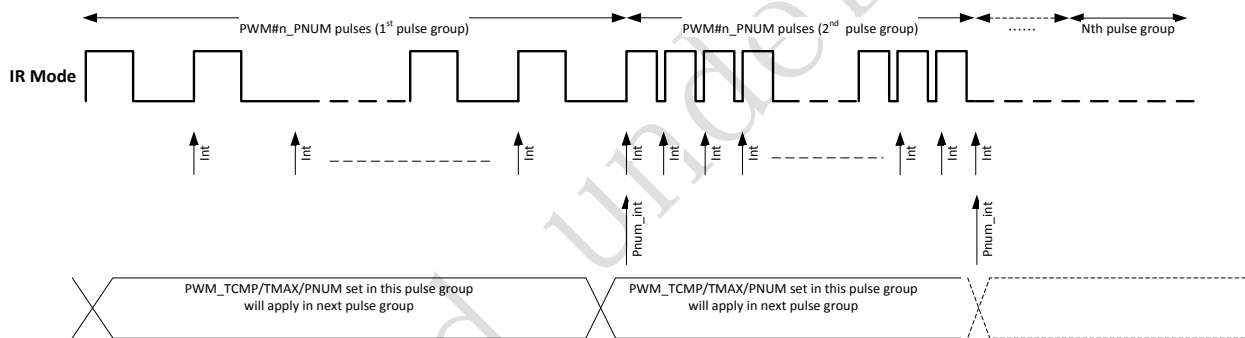 PWM#n_PNUM pulses (1st pulse group)
PWM#n_PNUM pulses (2nd pulse group)
......
Nth pulse group
IR Mode
Int
Int
Int
Int
Int
Int
Int
Int
Int
Int
Pnum_int
Pnum_int
PWM_TCMP/TMAX/PNUM set in this pulse group
will apply in next pulse group
PWM_TCMP/TMAX/PNUM set in this pulse group
will apply in next pulse group